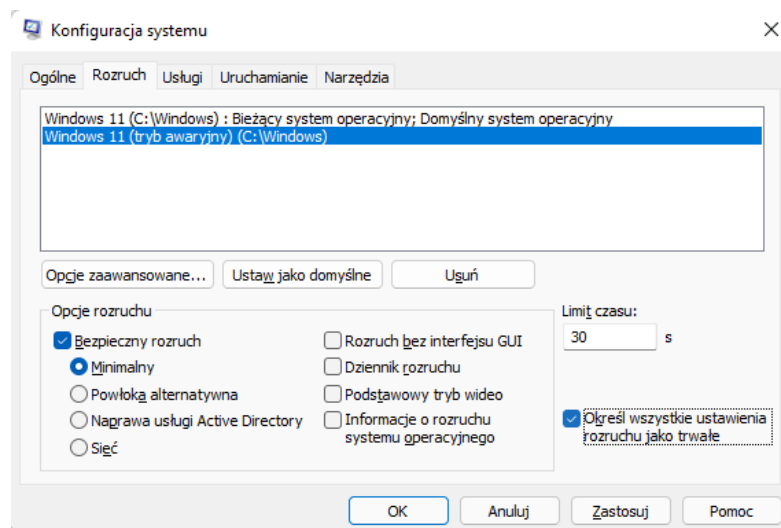 Konfiguracja systemu
Ogólne Rozruch Usługi Uruchamianie Narzędzia
Windows 11 (C:\Windows) : Bieżący system operacyjny; Domyślny system operacyjny
Windows 11 (tryb awaryjny) (C:\Windows)
Opcje zaawansowane... Ustaw jako domyślne Usuń
Opcje rozruchu
Bezpieczny rozruch
Minimalny
Powłoka alternatywna
Naprawa usługi Active Directory
Sieć
Rozruch bez interfejsu GUI
Dziennik rozruchu
Podstawowy tryb wideo
Informacje o rozruchu
systemu operacyjnego
Limit czasu:
30 s
Określ wszystkie ustawienia
rozruchu jako trwałe
OK Anuluj Zastosuj Pomoc